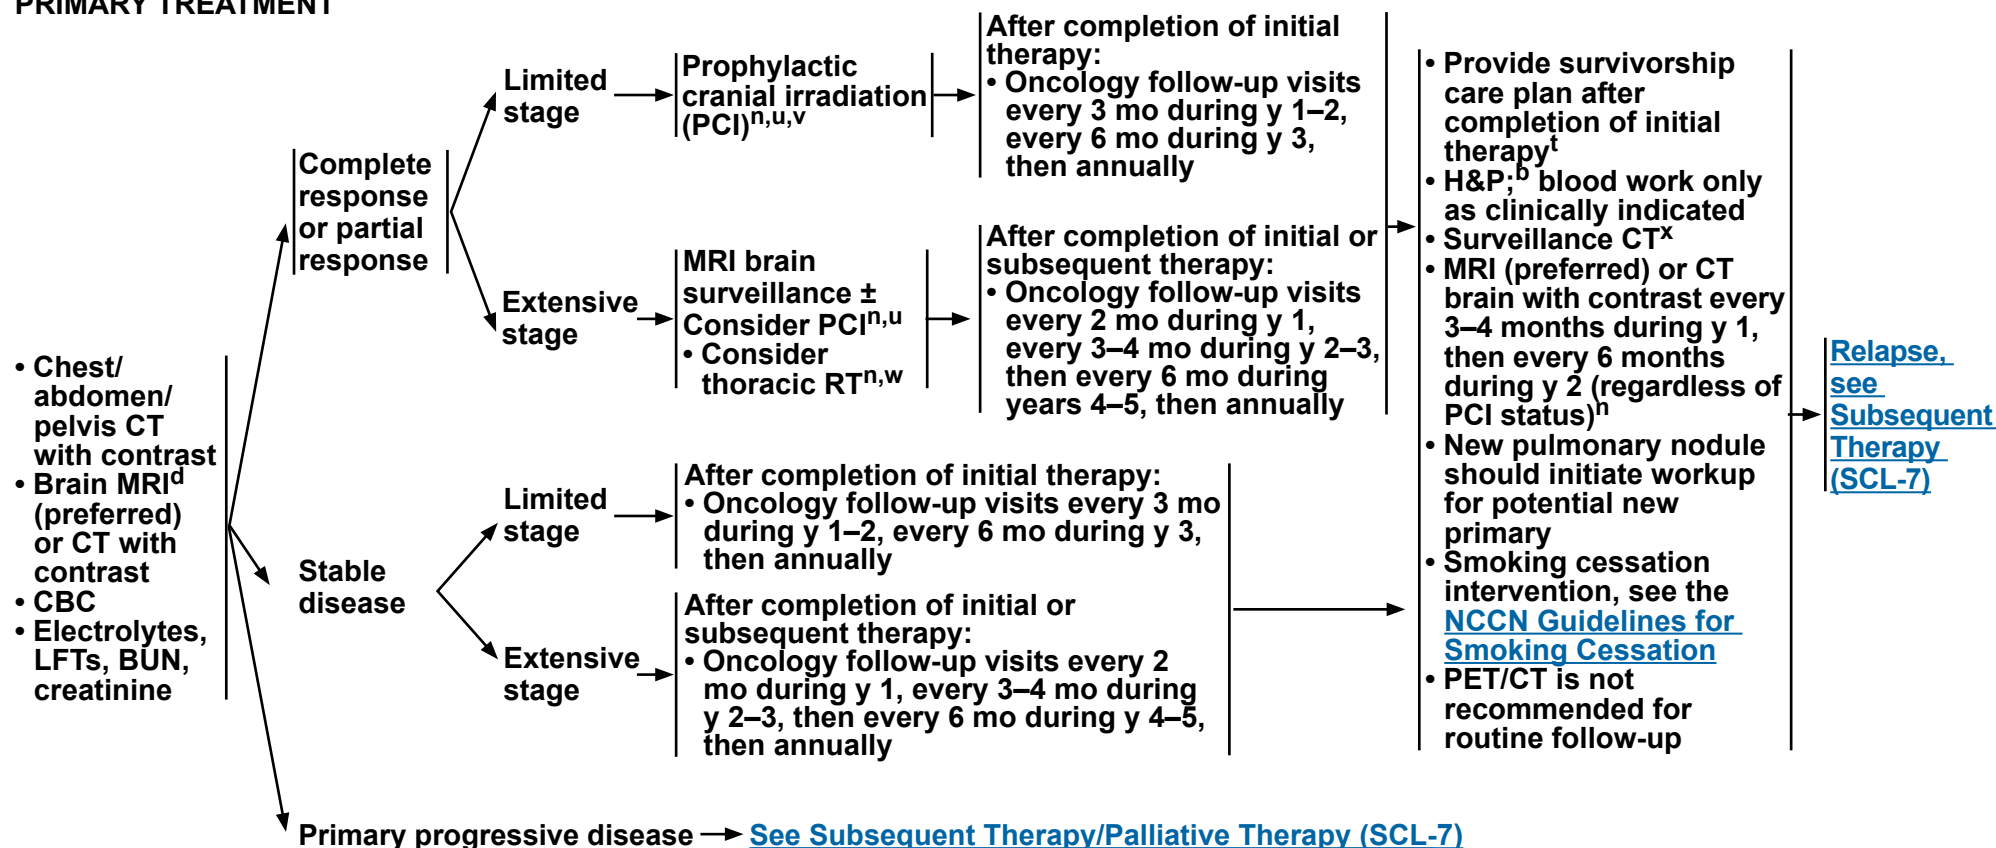 PRIMARY TREATMENT
• Chest/
abdomen/
pelvis CT
with contrast
• Brain MRId
(preferred)
or CT with
contrast
• CBC
• Electrolytes,
LFTs, BUN,
creatinine
Complete
response
or partial
response
Limited
stage
Prophylactic
cranial irradiation
(PCI)n,u,v
After completion of initial
therapy:
• Oncology follow-up visits
every 3 mo during y 1–2,
every 6 mo during y 3,
then annually
Extensive
stage
MRI brain
surveillance ±
Consider PCIn,u
• Consider
thoracic RTn,w
After completion of initial or
subsequent therapy:
• Oncology follow-up visits
every 2 mo during y 1,
every 3–4 mo during y 2–3,
then every 6 mo during
years 4–5, then annually
Stable
disease
Limited
stage
After completion of initial therapy:
• Oncology follow-up visits every 3 mo
during y 1–2, every 6 mo during y 3,
then annually
Extensive
stage
After completion of initial or
subsequent therapy:
• Oncology follow-up visits every 2
mo during y 1, every 3–4 mo during
y 2–3, then every 6 mo during y 4–5,
then annually
Primary progressive disease
See Subsequent Therapy/Palliative Therapy (SCL-7)
• Provide survivorship
care plan after
completion of initial
therapyt
• H&P;b blood work only
as clinically indicated
• Surveillance CTx
• MRI (preferred) or CT
brain with contrast every
3–4 months during y 1,
then every 6 months
during y 2 (regardless of
PCI status)n
• New pulmonary nodule
should initiate workup
for potential new
primary
• Smoking cessation
intervention, see the
NCCN Guidelines for
Smoking Cessation
• PET/CT is not
recommended for
routine follow-up
Relapse,
see
Subsequent
Therapy
(SCL-7)